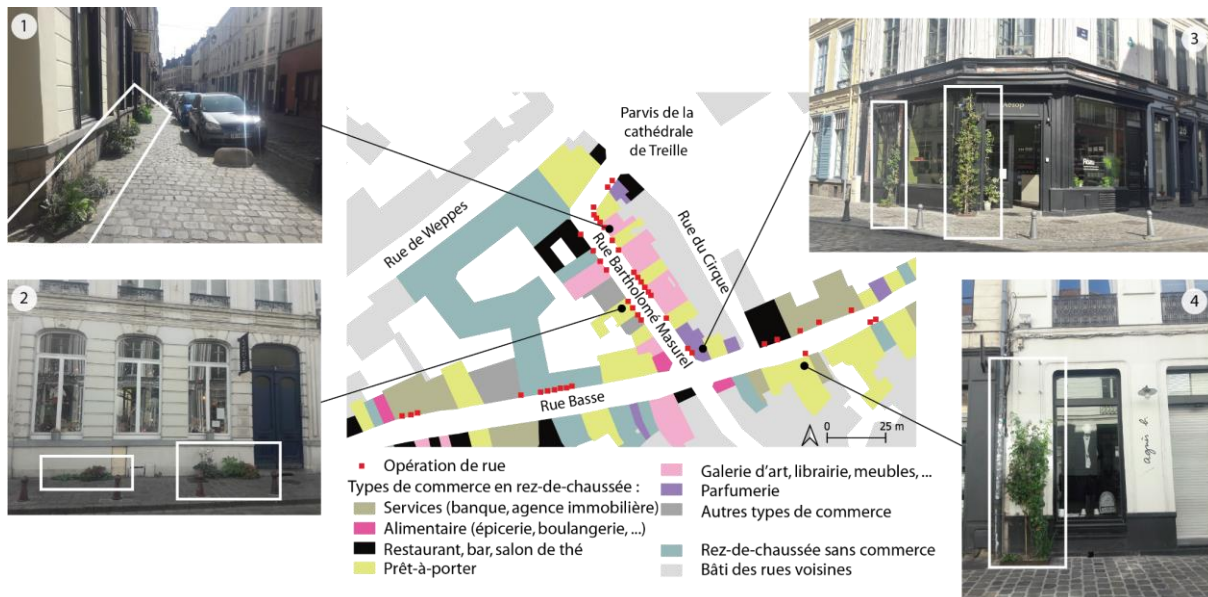 1
2
3
4
Aesop
agnès b.
Parvis de la
cathédrale
de Treille
Rue de Weppes
Rue Bartholomé Masurel
Rue du Cirque
Rue Basse
0 25 m
Opération de rue
Types de commerce en rez-de-chaussée :
Services (banque, agence immobilière)
Alimentaire (épicerie, boulangerie, ...)
Restaurant, bar, salon de thé
Prêt-à-porter
Galerie d'art, librairie, meubles, ...
Parfumerie
Autres types de commerce
Rez-de-chaussée sans commerce
Bâti des rues voisines